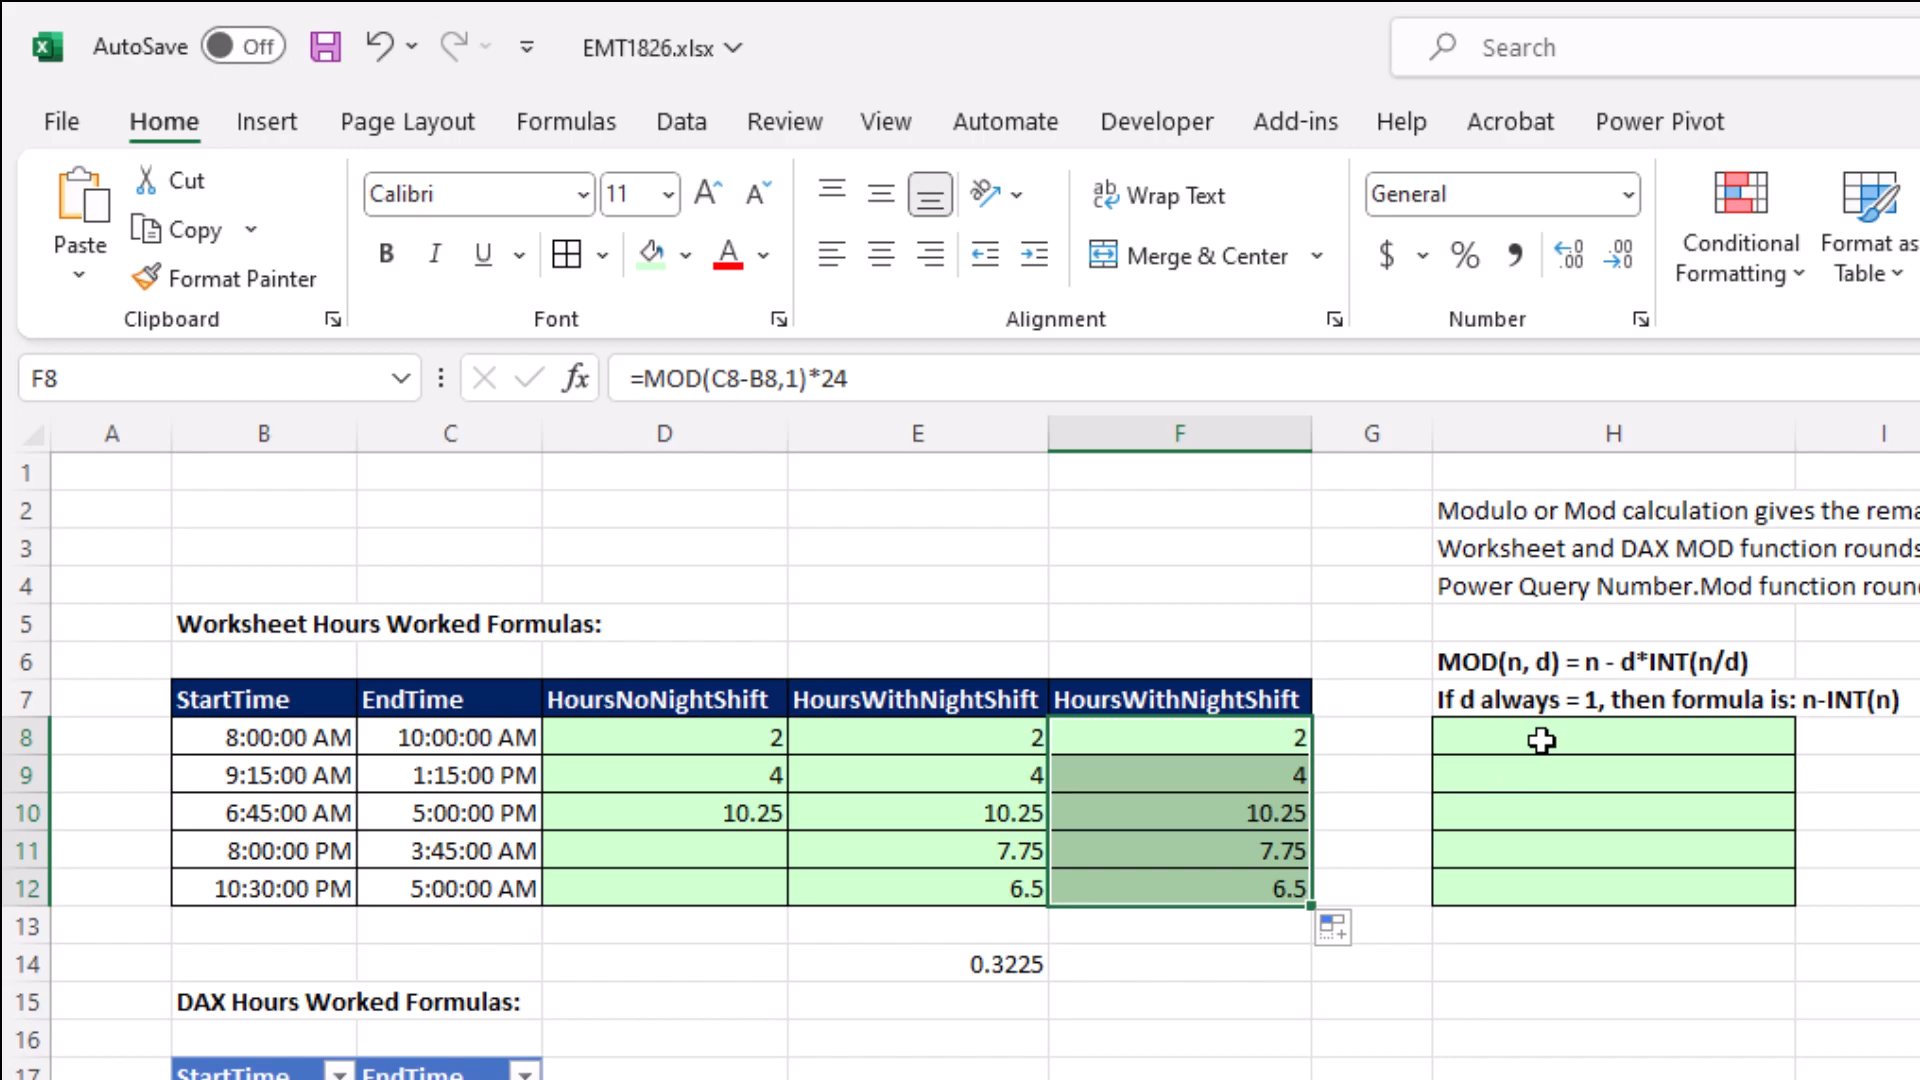 AutoSave Off EMT1826.xlsx Search
File Home Insert Page Layout Formulas Data Review View Automate Developer Add-ins Help Acrobat Power Pivot
Paste Cut
Copy
Format Painter
Clipboard
Calibri 11
B I U A
Font
Wrap Text
Merge & Center
Alignment
General
$ % , .00 .00
Number
Conditional Formatting
Format as Table
F8 fx =MOD(C8-B8,1)*24
A B C D E F G H I
1
2 Modulo or Mod calculation gives the
3 Worksheet and DAX MOD function rounds
4 Power Query Number.Mod function
5 Worksheet Hours Worked Formulas:
6 MOD(n, d) = n - d*INT(n/d)
7 StartTime EndTime HoursNoNightShift HoursWithNightShift HoursWithNightShift If d always = 1, then formula is: n-INT(n)
8 8:00:00 AM 10:00:00 AM 2 2 2
9 9:15:00 AM 1:15:00 PM 4 4 4
10 6:45:00 AM 5:00:00 PM 10.25 10.25 10.25
11 8:00:00 PM 3:45:00 AM 7.75 7.75
12 10:30:00 PM 5:00:00 AM 6.5 6.5
13
14 0.3225
15 DAX Hours Worked Formulas:
16
17 StartTime EndTime